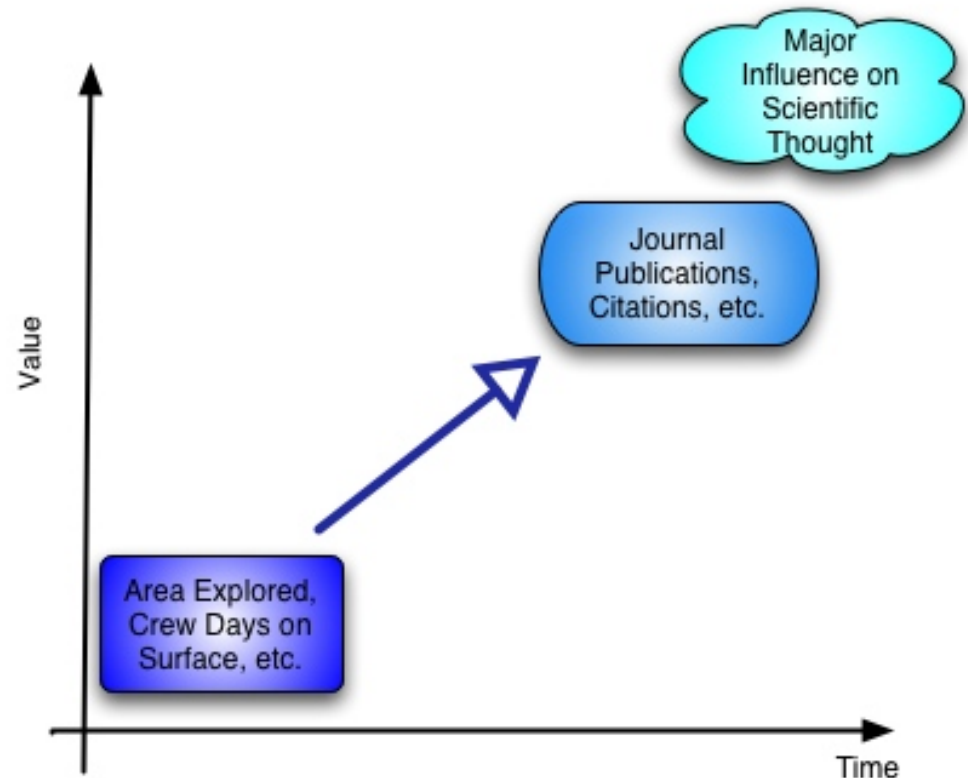 Major
Influence on
Scientific
Thought
Journal
Publications,
Citations, etc.
Value
Area Explored,
Crew Days on
Surface, etc.
Time